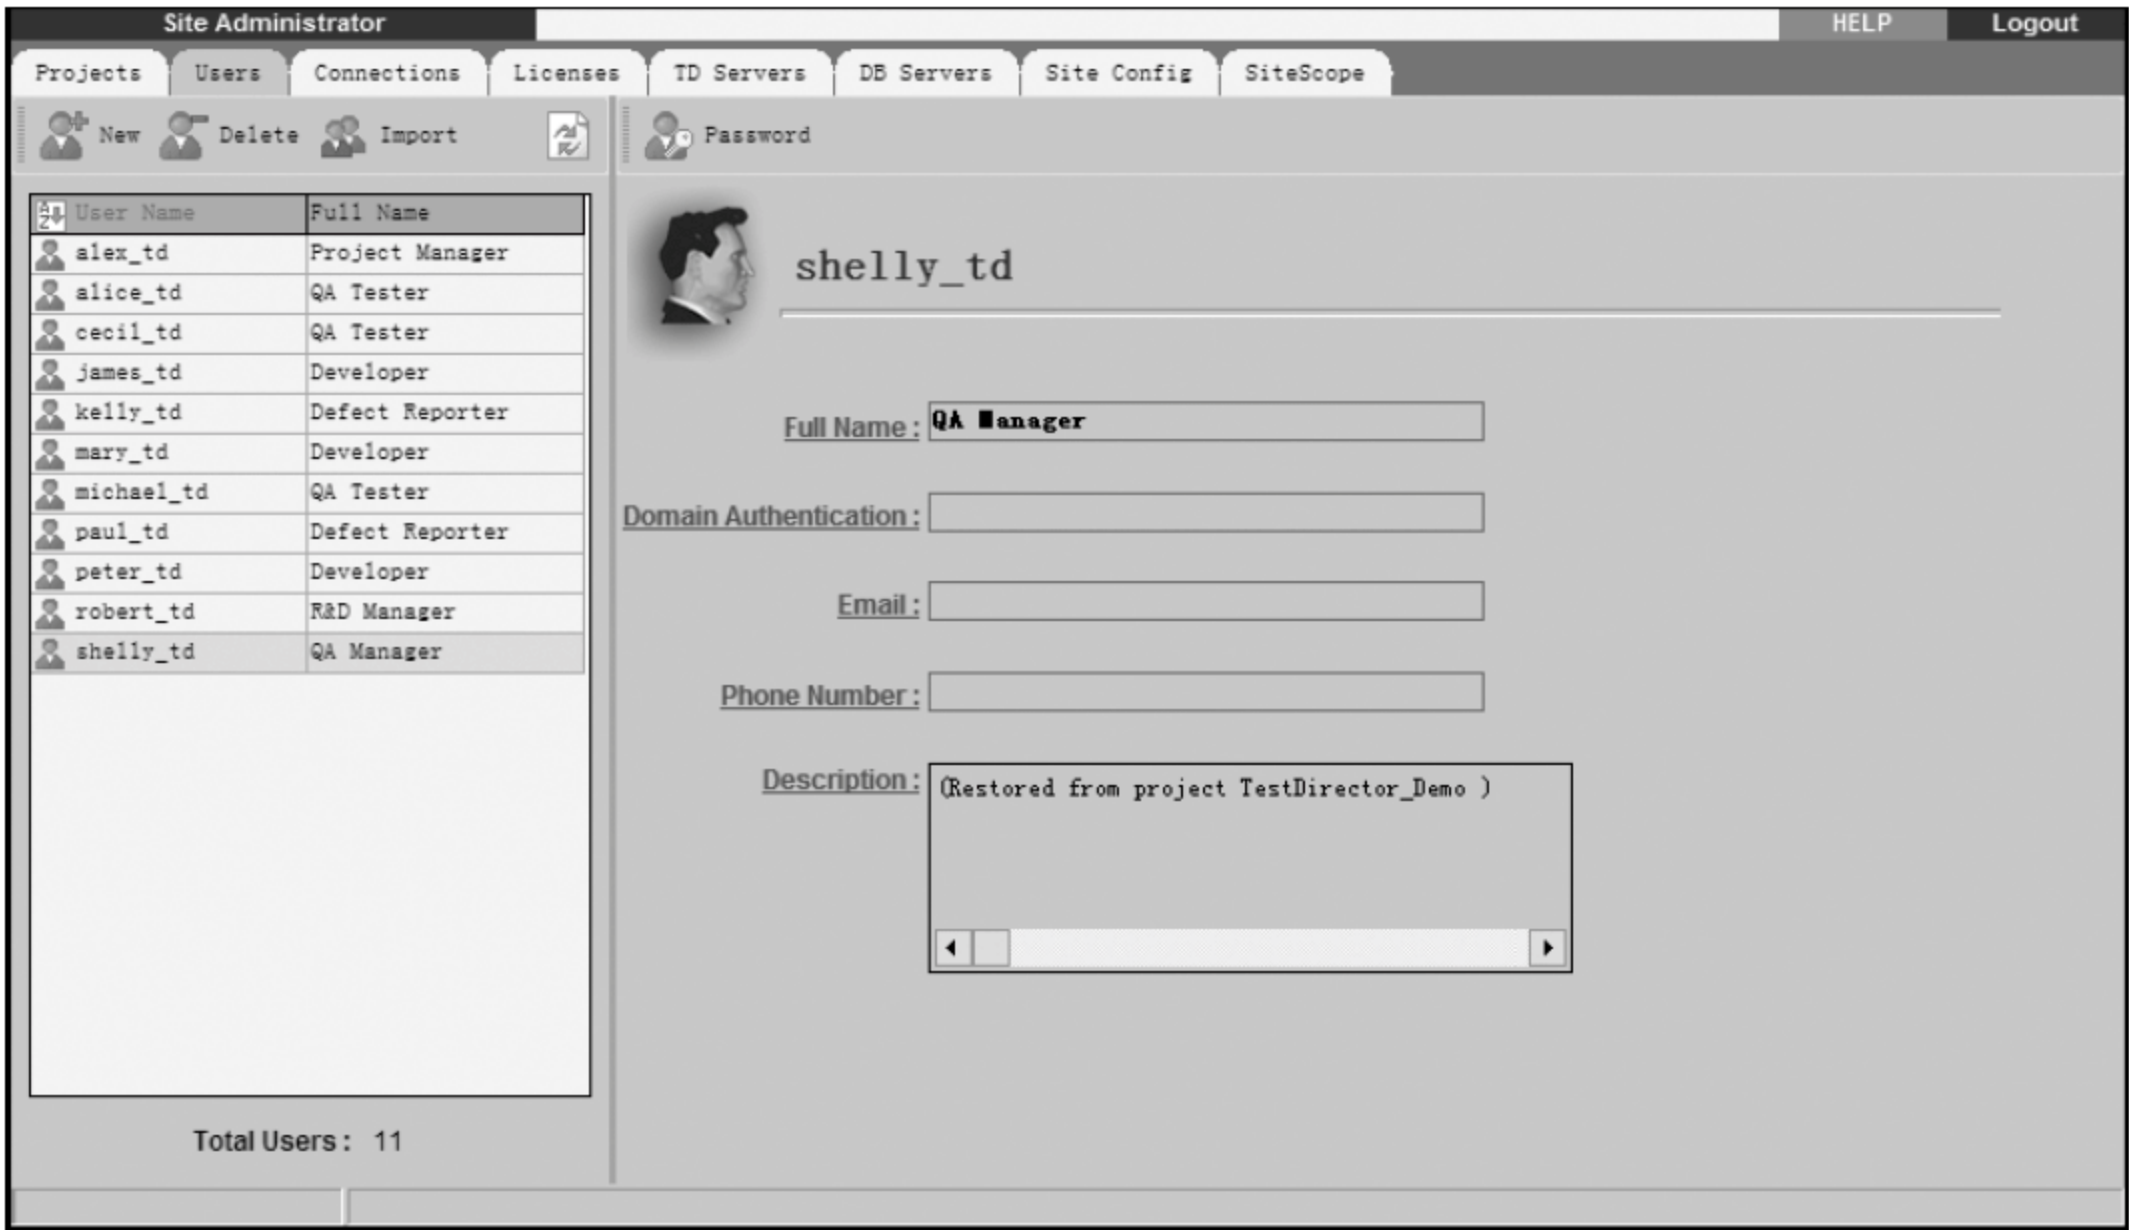 Site Administrator HELP Logout
Projects Users Connections Licenses TD Servers DB Servers Site Config SiteScope
New Delete Import Password
User Name Full Name
alex_td Project Manager
alice_td QA Tester
cecil_td QA Tester
james_td Developer
kelly_td Defect Reporter
mary_td Developer
michael_td QA Tester
paul_td Defect Reporter
peter_td Developer
robert_td R&D Manager
shelly_td QA Manager
Total Users : 11
shelly_td
Full Name : QA Manager
Domain Authentication :
Email :
Phone Number :
Description : (Restored from project TestDirector_Demo )